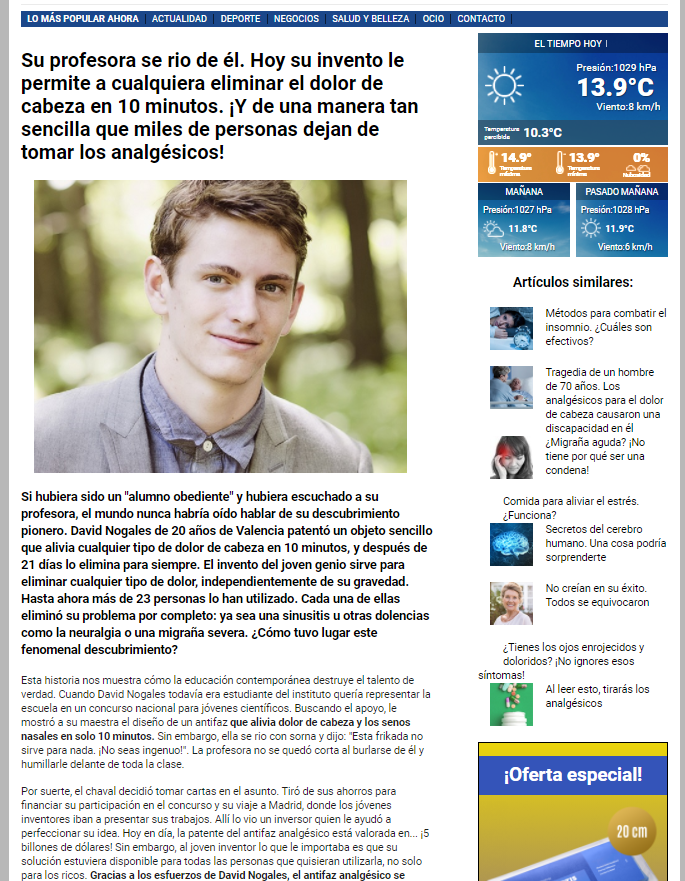 LO MÁS POPULAR AHORA | ACTUALIDAD | DEPORTE | NEGOCIOS | SALUD Y BELLEZA | OCIO | CONTACTO |
Su profesora se rio de él. Hoy su invento le
permite a cualquiera eliminar el dolor de
cabeza en 10 minutos. ¡Y de una manera tan
sencilla que miles de personas dejan de
tomar los analgésicos!
Si hubiera sido un "alumno obediente" y hubiera escuchado a su
profesora, el mundo nunca habría oído hablar de su descubrimiento
pionero. David Nogales de 20 años de Valencia patentó un objeto sencillo
que alivia cualquier tipo de dolor de cabeza en 10 minutos, y después de
21 días lo elimina para siempre. El invento del joven genio sirve para
eliminar cualquier tipo de dolor, independientemente de su gravedad.
Hasta ahora más de 23 personas lo han utilizado. Cada una de ellas
eliminó su problema por completo: ya sea una sinusitis u otras dolencias
como la neuralgia o una migraña severa. ¿Cómo tuvo lugar este
fenomenal descubrimiento?
Esta historia nos muestra cómo la educación contemporánea destruye el talento de
verdad. Cuando David Nogales todavía era estudiante del instituto quería representar la
escuela en un concurso nacional para jóvenes científicos. Buscando el apoyo, le
mostró a su maestra el diseño de un antifaz que alivia dolor de cabeza y los senos
nasales en solo 10 minutos. Sin embargo, ella se rio con sorna y dijo: "Esta frikada no
sirve para nada. ¡No seas ingenuo!". La profesora no se quedó corta al burlarse de él y
humillarle delante de toda la clase.
Por suerte, el chaval decidió tomar cartas en el asunto. Tiró de sus ahorros para
financiar su participación en el concurso y su viaje a Madrid, donde los jóvenes
inventores iban a presentar sus trabajos. Allí lo vio un inversor quien le ayudó a
perfeccionar su idea. Hoy en día, la patente del antifaz analgésico está valorada en... ¡5
billones de dólares! Sin embargo, al joven inventor lo que le importaba es que su
solución estuviera disponible para todas las personas que quisieran utilizarla, no solo
para los ricos. Gracias a los esfuerzos de David Nogales, el antifaz analgésico se
EL TIEMPO HOY |
Presión:1029 hPa
13.9°C
Viento:8 km/h
Temperatura
percibida
10.3°C
14.9°
Temperatura
máxima
13.9°
Temperatura
mínima
0%
Nubosidad
MAÑANA
Presión:1027 hPa
11.8°C
Viento:8 km/h
PASADO MAÑANA
Presión:1028 hPa
11.9°C
Viento:6 km/h
Artículos similares:
Métodos para combatir el
insomnio. ¿Cuáles son
efectivos?
Tragedia de un hombre
de 70 años. Los
analgésicos para el dolor
de cabeza causaron una
discapacidad en él
¿Migraña aguda? ¡No
tiene por qué ser una
condena!
Comida para aliviar el estrés.
¿Funciona?
Secretos del cerebro
humano. Una cosa podría
sorprenderte
No creían en su éxito.
Todos se equivocaron
¿Tienes los ojos enrojecidos y
doloridos? ¡No ignores esos
síntomas!
Al leer esto, tirarás los
analgésicos
¡Oferta especial!
20 cm